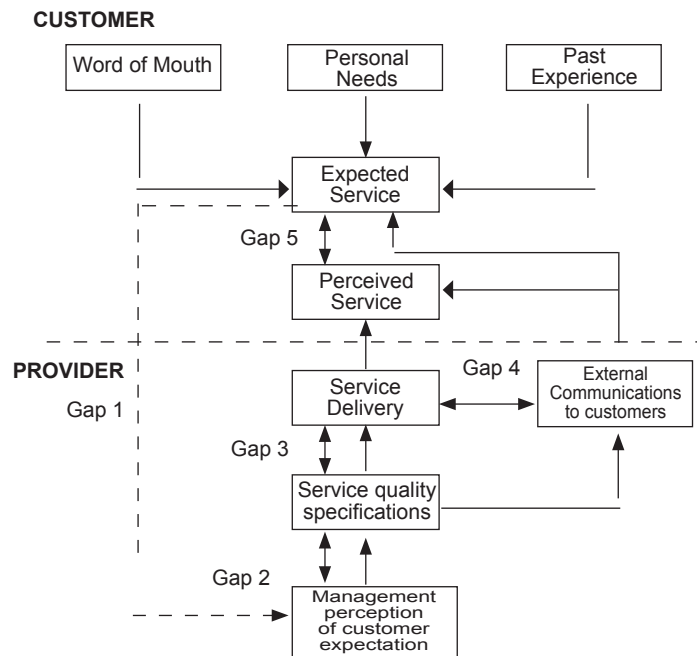 CUSTOMER
Word of Mouth
Personal
Needs
Past
Experience
Expected
Service
Gap 5
Perceived
Service
PROVIDER
Gap 1
Service
Delivery
Gap 4
External
Communications
to customers
Gap 3
Service quality
specifications
Gap 2
Management
perception
of customer
expectation